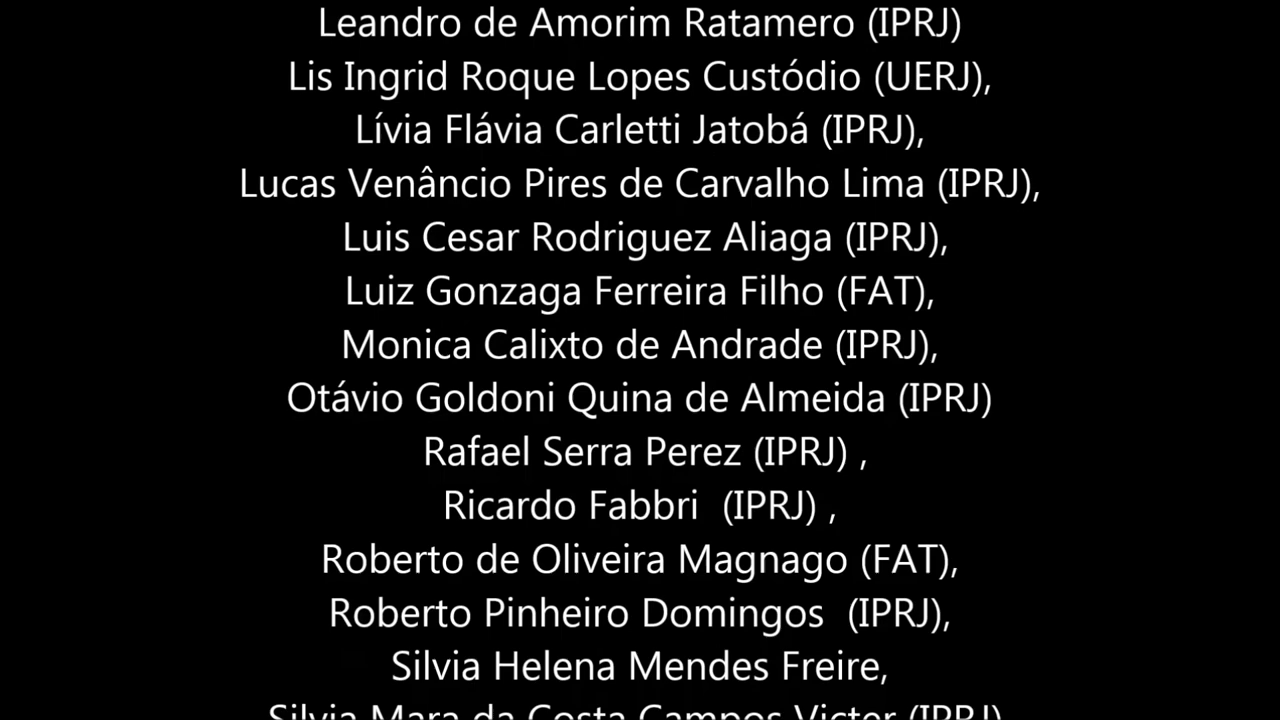 Leandro de Amorim Ratamero (IPRJ)
Lis Ingrid Roque Lopes Custódio (UERJ),
Lívia Flávia Carletti Jatobá (IPRJ),
Lucas Venâncio Pires de Carvalho Lima (IPRJ),
Luis Cesar Rodriguez Aliaga (IPRJ),
Luiz Gonzaga Ferreira Filho (FAT),
Monica Calixto de Andrade (IPRJ),
Otávio Goldoni Quina de Almeida (IPRJ)
Rafael Serra Perez (IPRJ) ,
Ricardo Fabbri  (IPRJ) ,
Roberto de Oliveira Magnago (FAT),
Roberto Pinheiro Domingos  (IPRJ),
Silvia Helena Mendes Freire,
Silvia Mara da Costa Campos Victer (IPRJ)